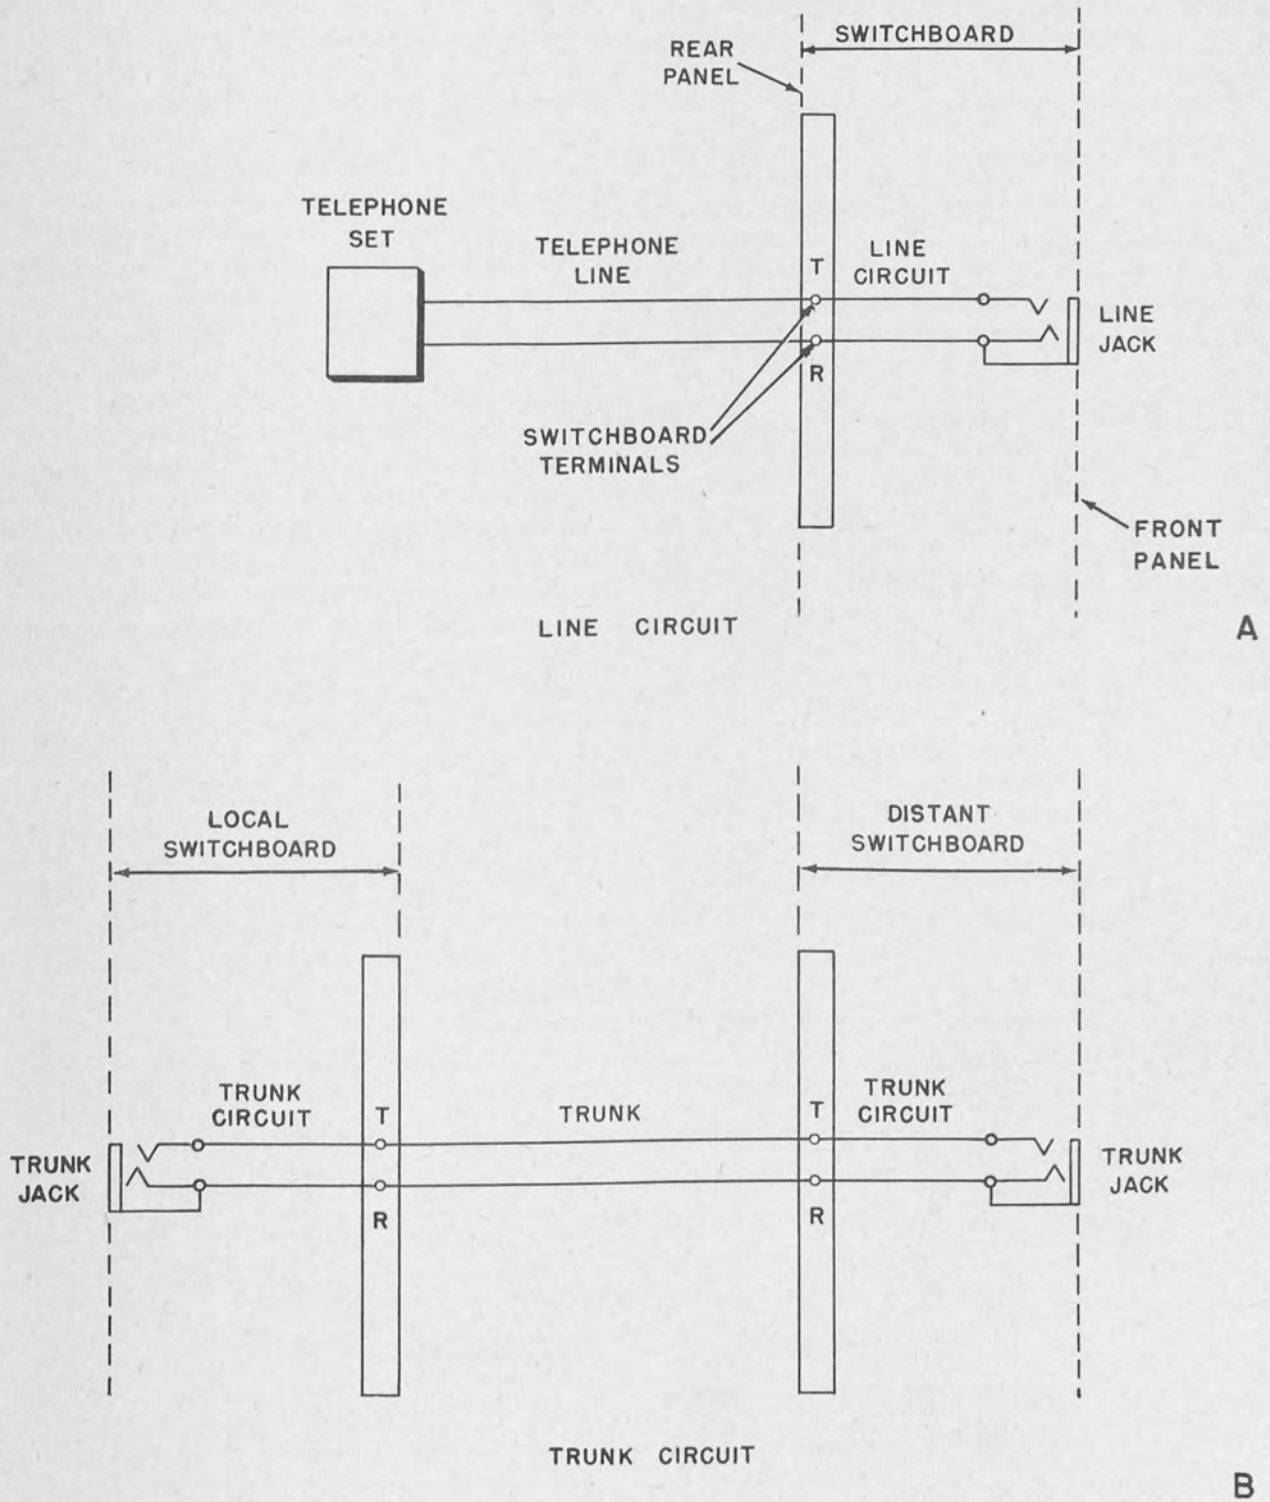 SWITCHBOARD
REAR
PANEL
TELEPHONE
SET
TELEPHONE
LINE
T
LINE
CIRCUIT
LINE
JACK
R
SWITCHBOARD
TERMINALS
FRONT
PANEL
LINE CIRCUIT
A
LOCAL
SWITCHBOARD
DISTANT
SWITCHBOARD
TRUNK
CIRCUIT
T
TRUNK
T
TRUNK
CIRCUIT
TRUNK
JACK
TRUNK
JACK
R
R
TRUNK CIRCUIT
B